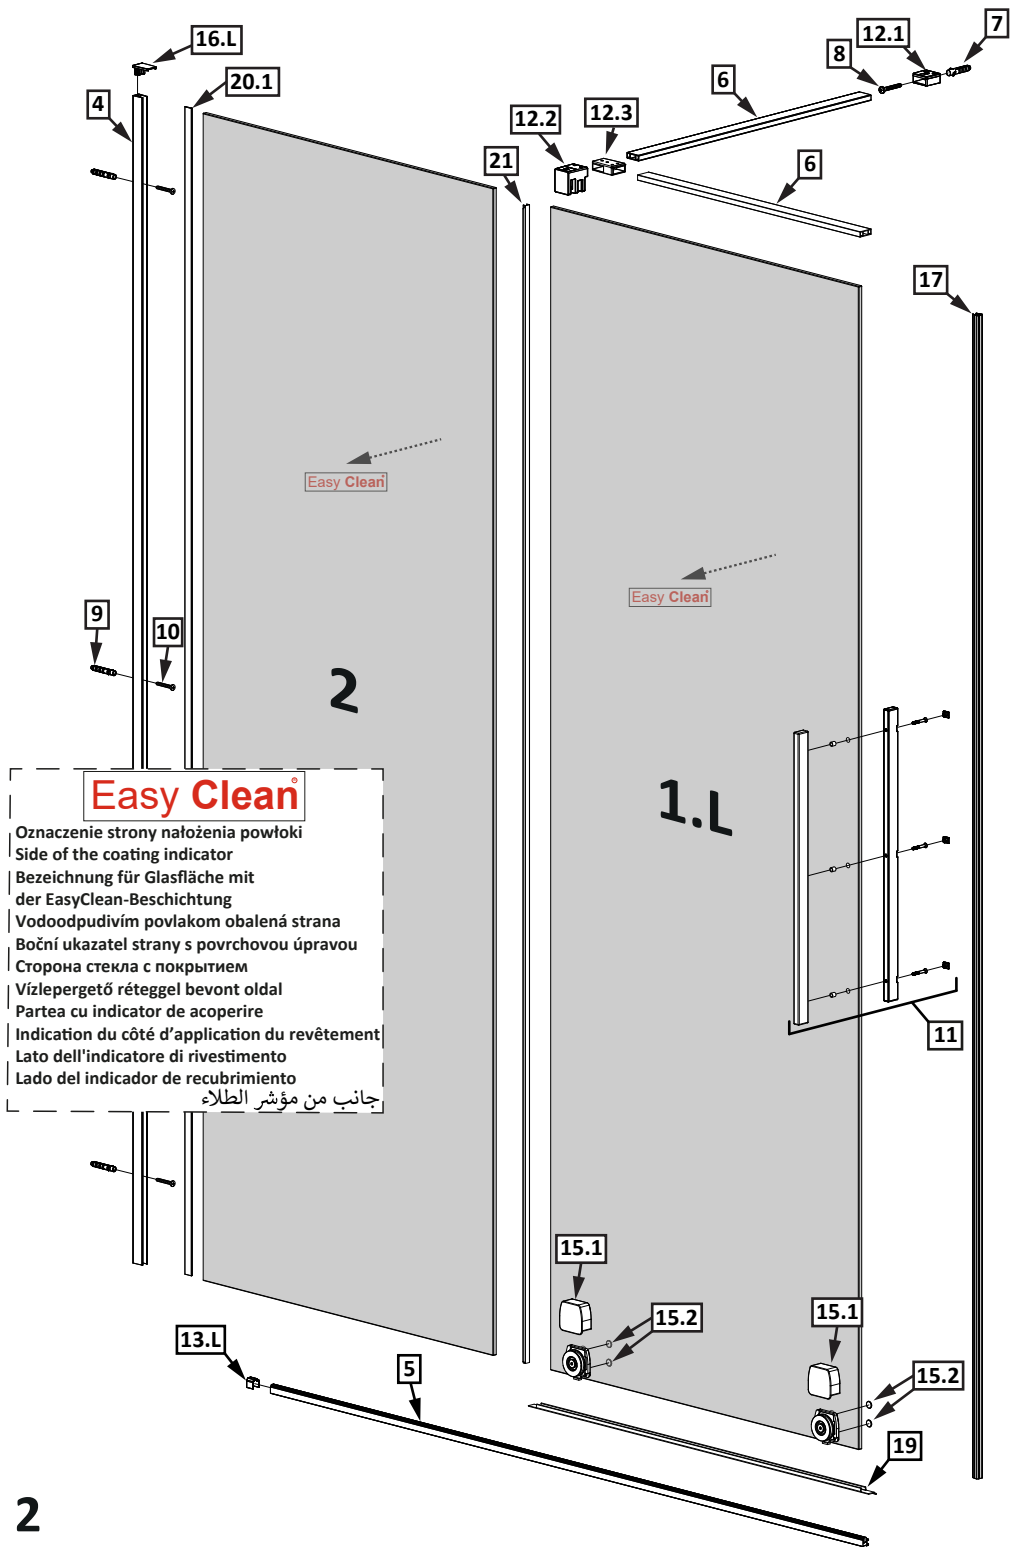 16.L
7
12.1
8
6
20.1
4
12.2
12.3
21
6
17
Easy Clean
Easy Clean
9
10
2
1.L
Easy Clean®
Oznaczenie strony nałożenia powłoki
Side of the coating indicator
Bezeichnung für Glasfläche mit
der EasyClean-Beschichtung
Vodoodpudivím povlakom obalená strana
Boční ukazatel strany s povrchovou úpravou
Сторона стекла с покрытием
Vízlepergető réteggel bevont oldal
Partea cu indicator de acoperire
Indication du côté d'application du revêtement
Lato dell'indicatore di rivestimento
Lado del indicador de recubrimiento
جانب من مؤشر الطلاء
11
15.1
15.2
15.1
13.L
5
15.2
19
2